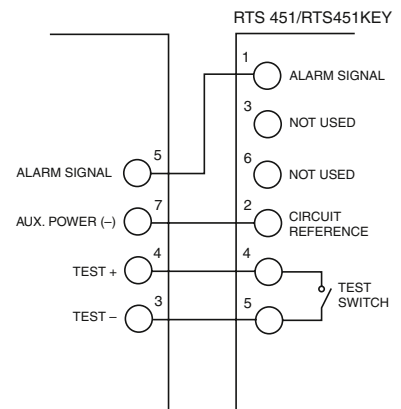 RTS 451/RTS451KEY
1
ALARM SIGNAL
3
NOT USED
6
NOT USED
5
ALARM SIGNAL
7
AUX. POWER (–)
2
CIRCUIT
REFERENCE
4
TEST +
4
TEST
SWITCH
3
TEST –
5